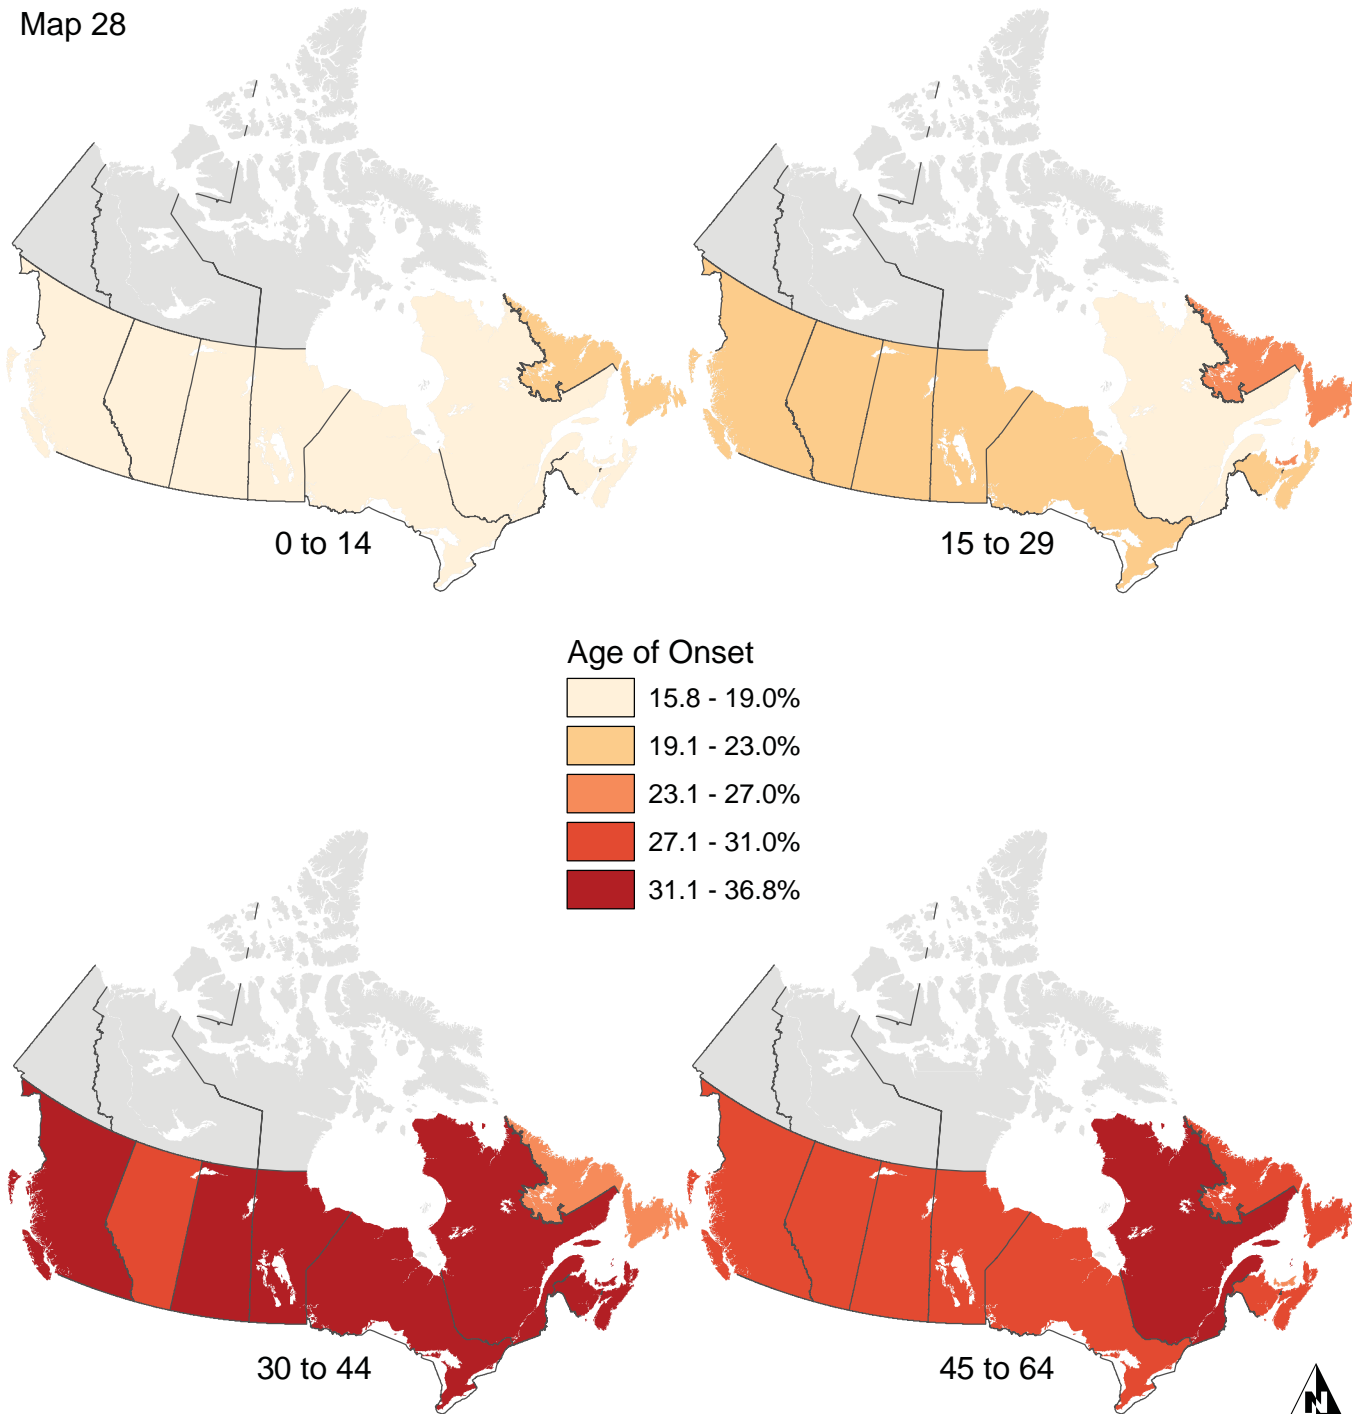 Map 28
0 to 14
15 to 29
Age of Onset
15.8 - 19.0%
19.1 - 23.0%
23.1 - 27.0%
27.1 - 31.0%
31.1 - 36.8%
30 to 44
45 to 64
N